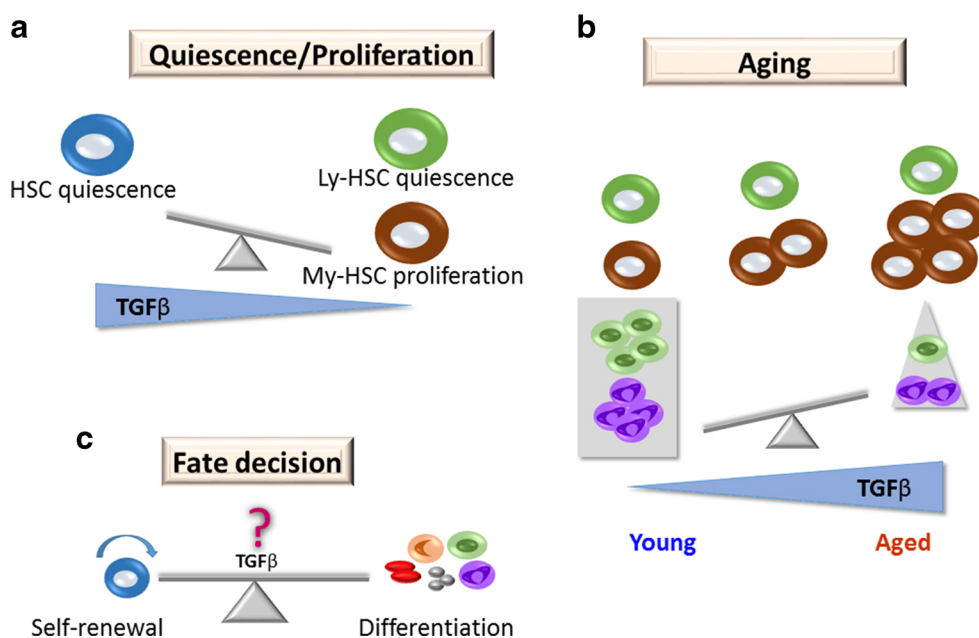 a
Quiescence/Proliferation
HSC quiescence
Ly-HSC quiescence
My-HSC proliferation
TGFβ
b
Aging
TGFβ
Young
Aged
c
Fate decision
?
TGFβ
Self-renewal
Differentiation